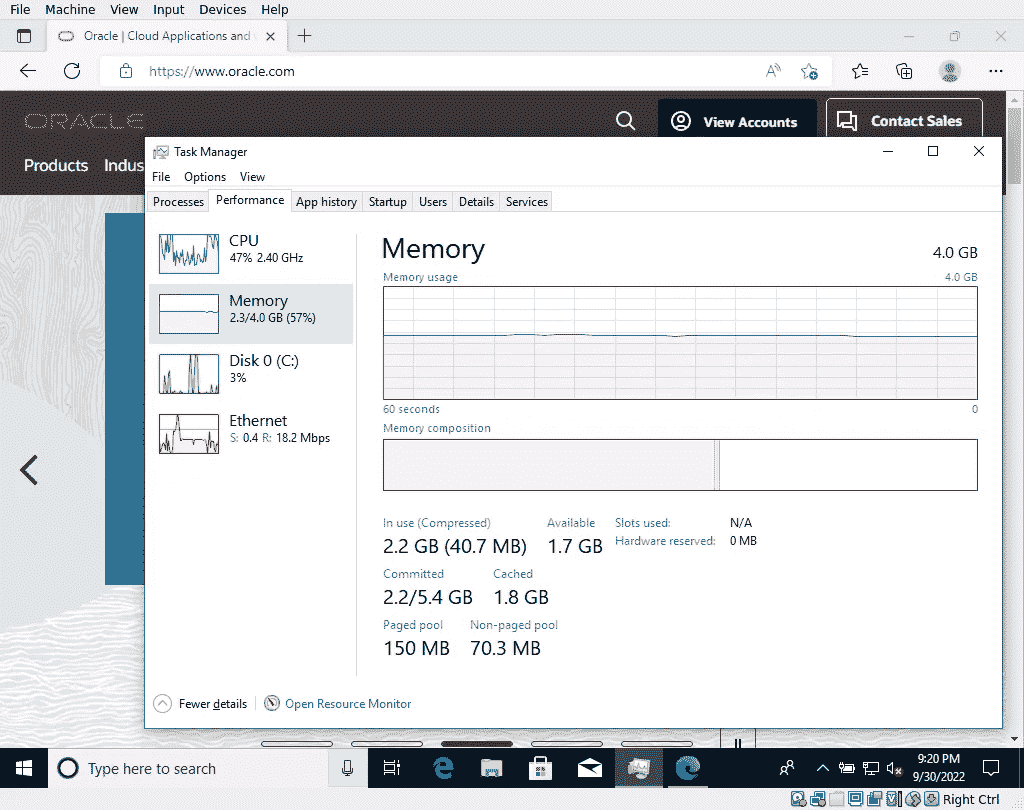 File Machine View Input Devices Help
Oracle | Cloud Applications and
https://www.oracle.com
ORACLE
View Accounts
Contact Sales
Products Indus
Task Manager
File Options View
Processes Performance App history Startup Users Details Services
CPU
47% 2.40 GHz
Memory
2.3/4.0 GB (57%)
Disk 0 (C:)
3%
Ethernet
S: 0.4 R: 18.2 Mbps
Memory 4.0 GB
Memory usage 4.0 GB
60 seconds 0
Memory composition
In use (Compressed) Available Slots used: N/A
2.2 GB (40.7 MB) 1.7 GB Hardware reserved: 0 MB
Committed Cached
2.2/5.4 GB 1.8 GB
Paged pool Non-paged pool
150 MB 70.3 MB
Fewer details Open Resource Monitor
Type here to search
9:20 PM
9/30/2022
Right Ctrl